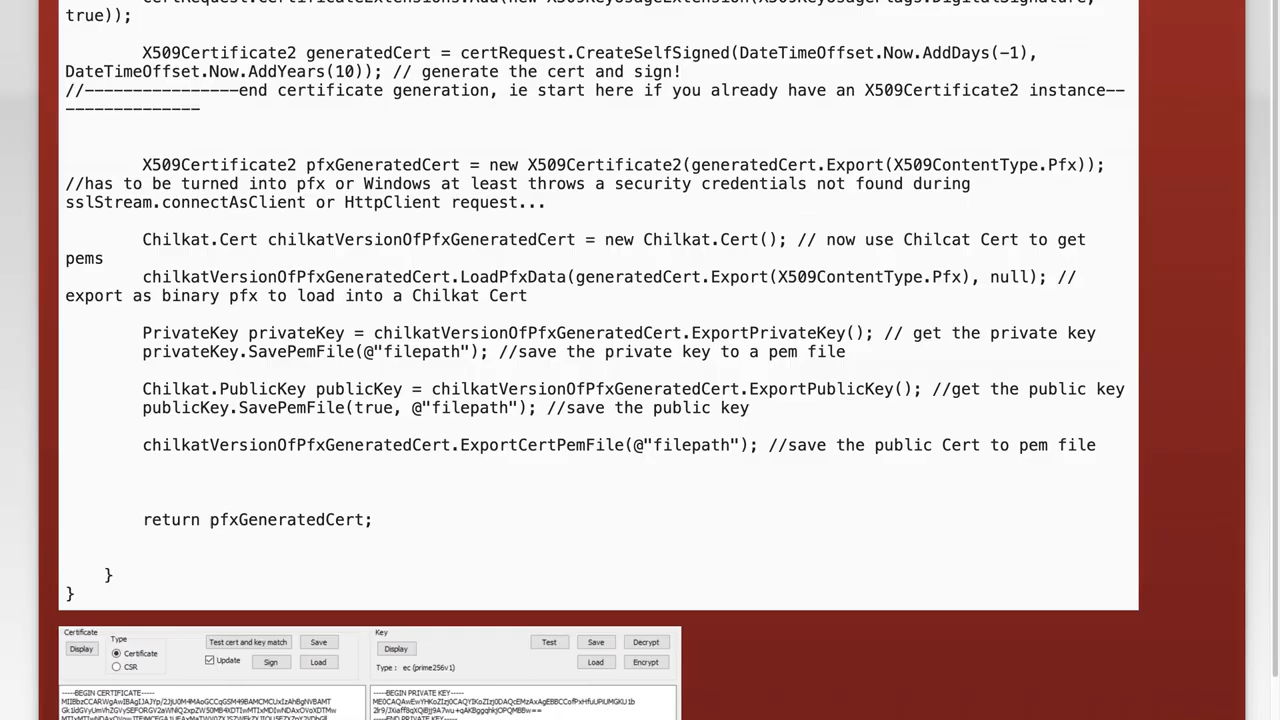 true));
X509Certificate2 generatedCert = certRequest.CreateSelfSigned(DateTimeOffset.Now.AddDays(-1),
DateTimeOffset.Now.AddYears(10)); // generate the cert and sign!
//----------------end certificate generation, ie start here if you already have an X509Certificate2 instance--
--------------
X509Certificate2 pfxGeneratedCert = new X509Certificate2(generatedCert.Export(X509ContentType.Pfx));
//has to be turned into pfx or Windows at least throws a security credentials not found during
sslStream.connectAsClient or HttpClient request...
Chilkat.Cert chilkatVersionOfPfxGeneratedCert = new Chilkat.Cert(); // now use Chilcat Cert to get
pems
chilkatVersionOfPfxGeneratedCert.LoadPfxData(generatedCert.Export(X509ContentType.Pfx), null); //
export as binary pfx to load into a Chilkat Cert
PrivateKey privateKey = chilkatVersionOfPfxGeneratedCert.ExportPrivateKey(); // get the private key
privateKey.SavePemFile(@"filepath"); //save the private key to a pem file
Chilkat.PublicKey publicKey = chilkatVersionOfPfxGeneratedCert.ExportPublicKey(); //get the public key
publicKey.SavePemFile(true, @"filepath"); //save the public key
chilkatVersionOfPfxGeneratedCert.ExportCertPemFile(@"filepath"); //save the public Cert to pem file
return pfxGeneratedCert;
}
}
Certificate
Display
Type
Certificate
CSR
Test cert and key match
Save
Update
Sign
Load
Key
Display
Test
Save
Decrypt
Type : ec (prime256v1)
Load
Encrypt
-----BEGIN CERTIFICATE-----
-----BEGIN PRIVATE KEY-----